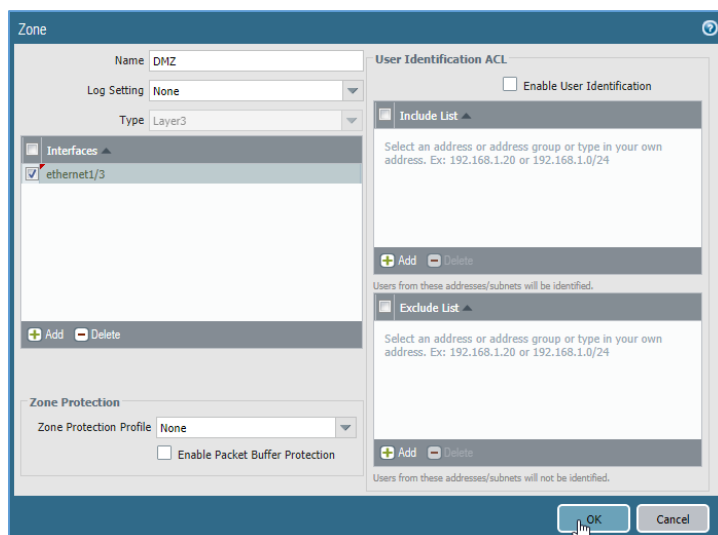 Zone
Name DMZ
Log Setting None
Type Layer3
Interfaces
ethernet1/3
Add Delete
Zone Protection
Zone Protection Profile None
Enable Packet Buffer Protection
User Identification ACL
Enable User Identification
Include List
Select an address or address group or type in your own
address. Ex: 192.168.1.20 or 192.168.1.0/24
Add Delete
Users from these addresses/subnets will be identified.
Exclude List
Select an address or address group or type in your own
address. Ex: 192.168.1.20 or 192.168.1.0/24
Add Delete
Users from these addresses/subnets will not be identified.
OK Cancel